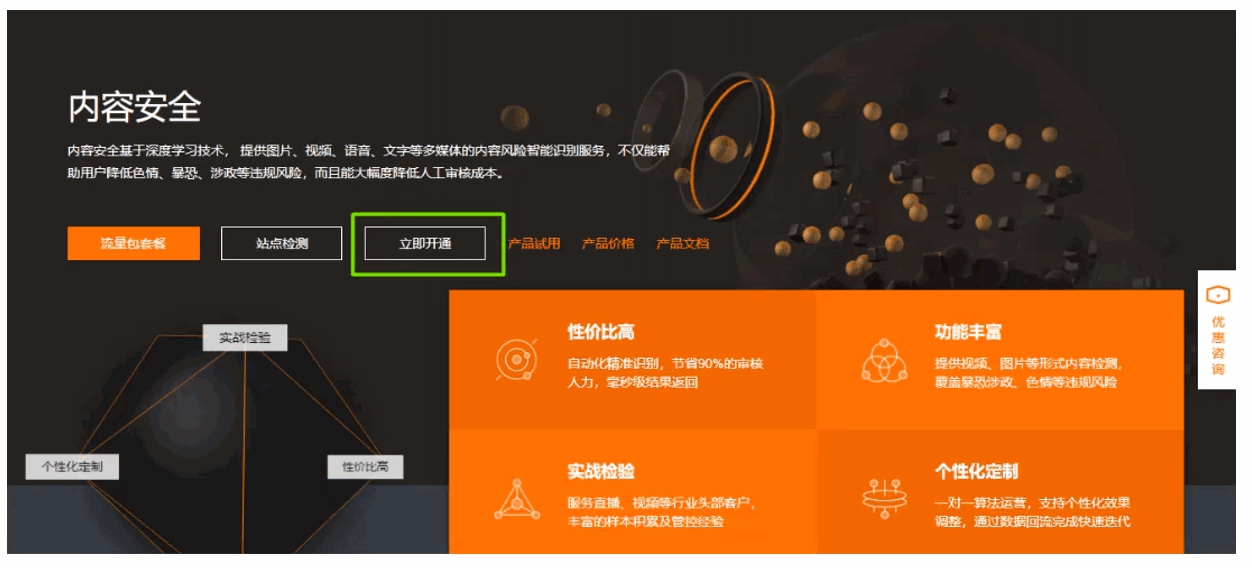 内容安全
内容安全基于深度学习技术， 提供图片、视频、语音、文字等多媒体的内容风险智能识别服务，不仅能帮
助用户降低色情、暴恐、涉政等违规风险，而且能大幅度降低人工审核成本。
流量包套餐
站点检测
立即开通
产品试用
产品价格
产品文档
优
惠
咨
询
实战检验
个性化定制
性价比高
性价比高
自动化精准识别，节省90%的审核
人力，毫秒级结果返回
功能丰富
提供视频、图片等形式内容检测，
覆盖暴恐涉政、色情等违规风险
实战检验
服务直播、视频等行业头部客户，
丰富的样本积累及管控经验
个性化定制
一对一算法运营，支持个性化效果
调整，通过数据回流完成快速迭代